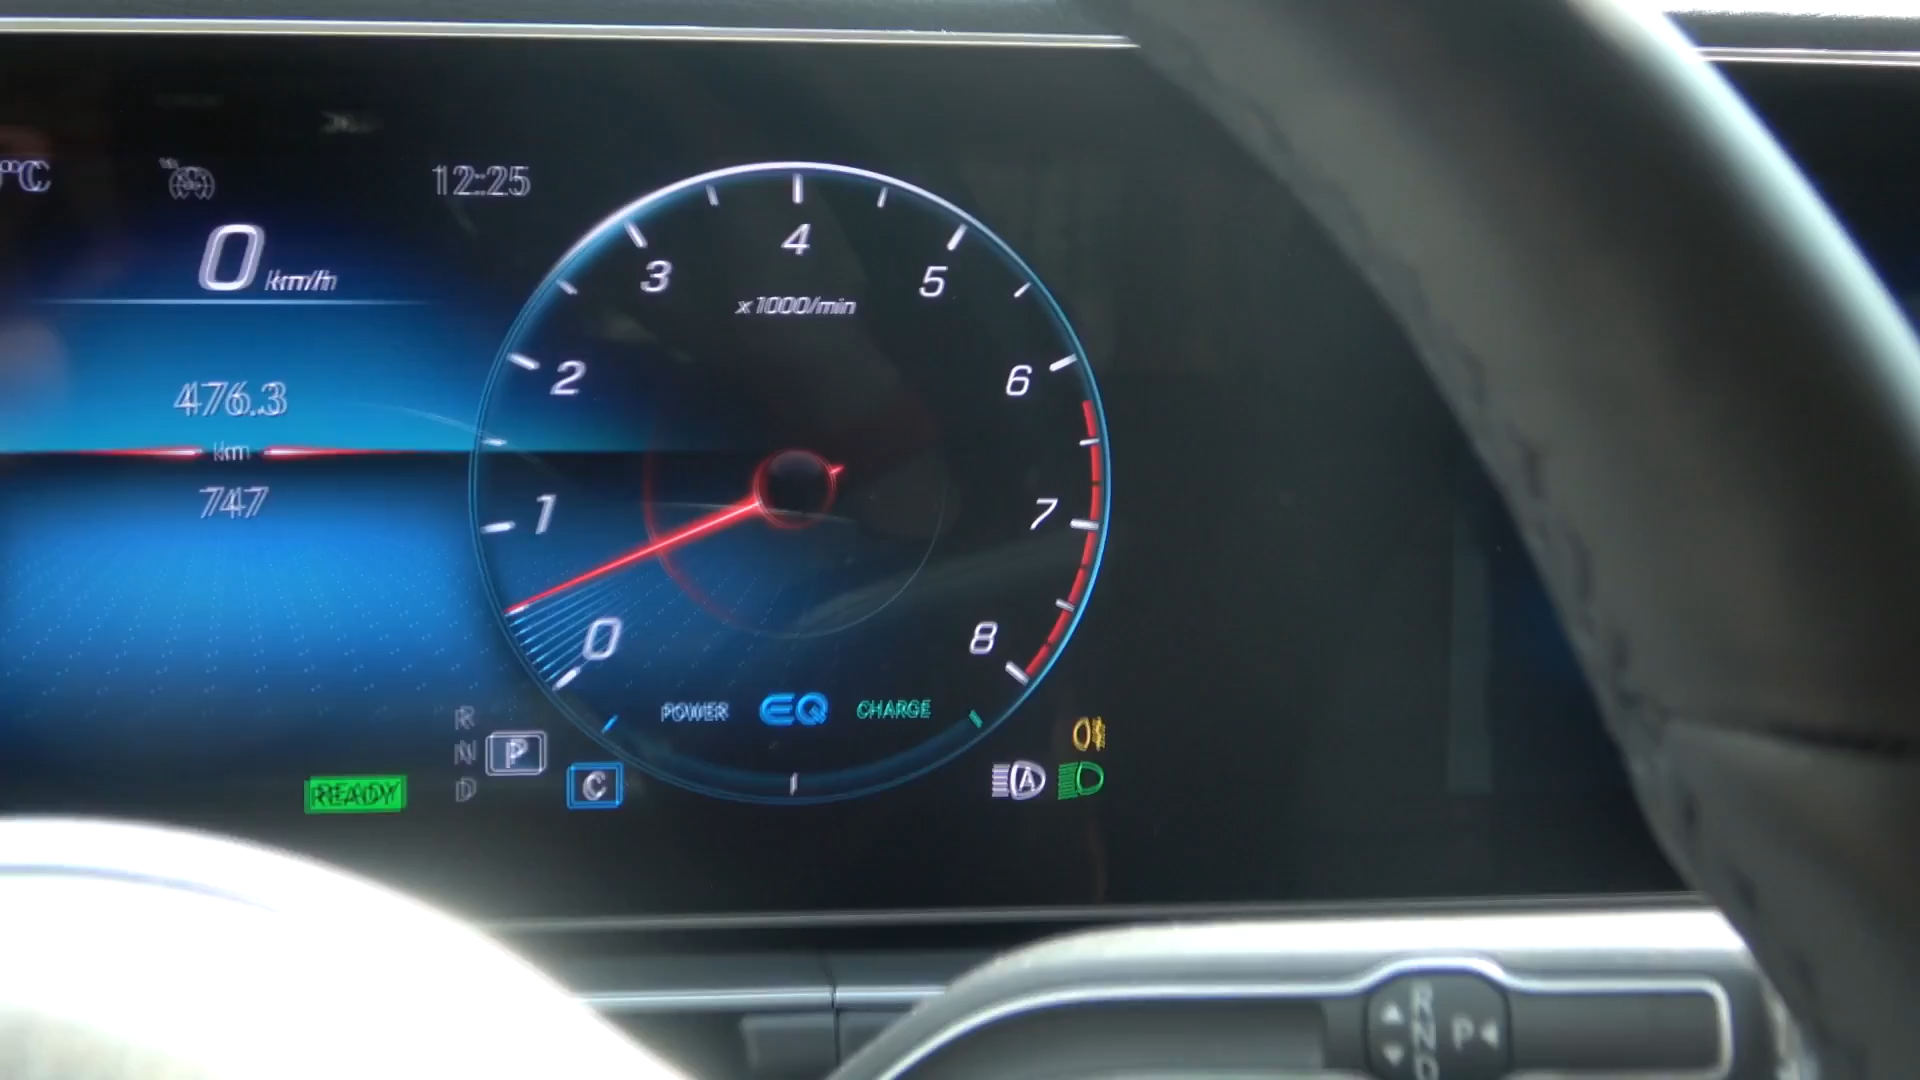 °C
12:25
0 km/h
476.3
km
747
0
1
2
3
4
5
6
7
8
x1000/min
POWER EQ CHARGE
R
N P
D
C
READY
A
R
N P
D